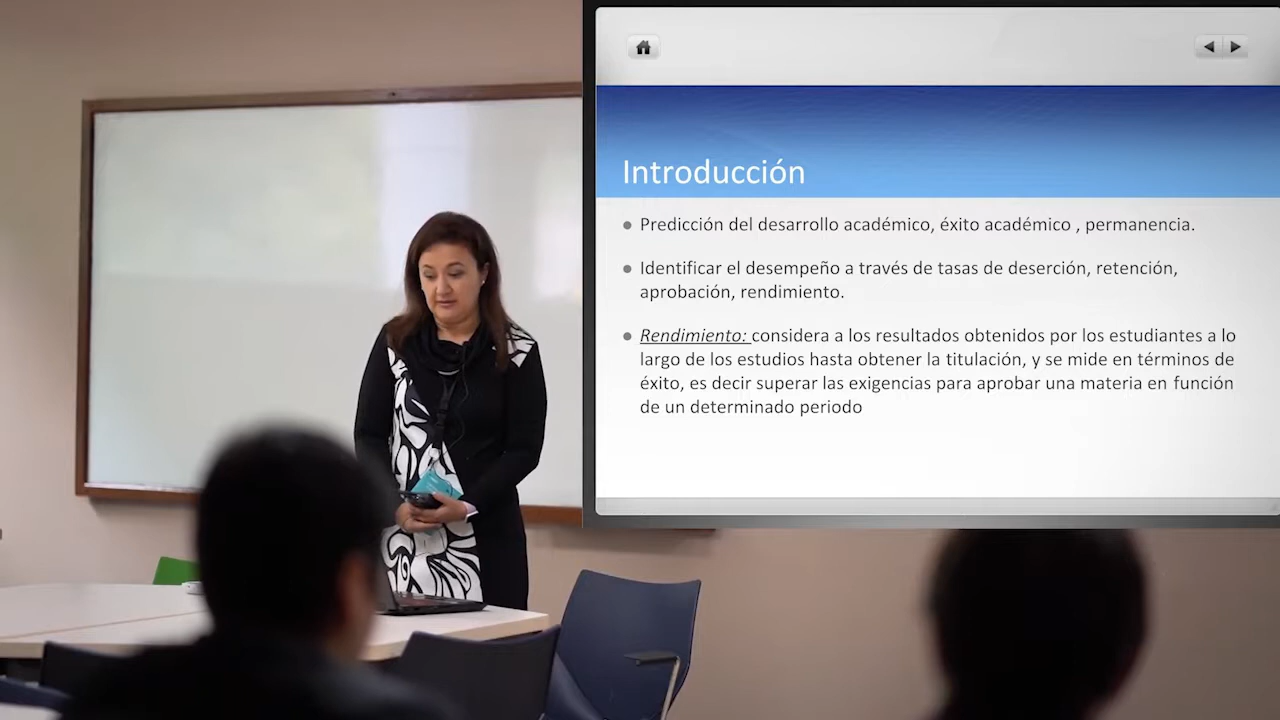 Introducción
Predicción del desarrollo académico, éxito académico , permanencia.
Identificar el desempeño a través de tasas de deserción, retención,
aprobación, rendimiento.
Rendimiento: considera a los resultados obtenidos por los estudiantes a lo
largo de los estudios hasta obtener la titulación, y se mide en términos de
éxito, es decir superar las exigencias para aprobar una materia en función
de un determinado periodo